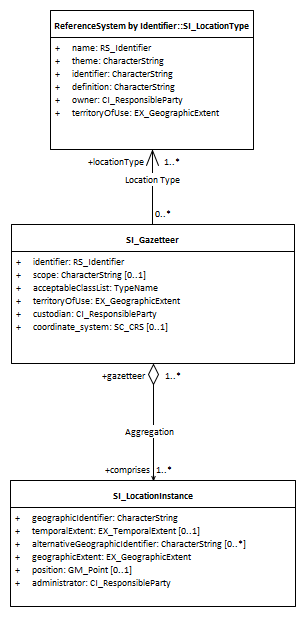 ReferenceSystem by Identifier::SI_LocationType
+ name: RS_Identifier
+ theme: CharacterString
+ identifier: CharacterString
+ definition: CharacterString
+ owner: CI_ResponsibleParty
+ territoryOfUse: EX_GeographicExtent
+locationType 1..*
Location Type
0..*
SI_Gazetteer
+ identifier: RS_Identifier
+ scope: CharacterString [0..1]
+ acceptableClassList: TypeName
+ territoryOfUse: EX_GeographicExtent
+ custodian: CI_ResponsibleParty
+ coordinate_system: SC_CRS [0..1]
+gazetteer 1..*
Aggregation
+comprises 1..*
SI_LocationInstance
+ geographicIdentifier: CharacterString
+ temporalExtent: EX_TemporalExtent [0..1]
+ alternativeGeographicIdentifier: CharacterString [0..*]
+ geographicExtent: EX_GeographicExtent
+ position: GM_Point [0..1]
+ administrator: CI_ResponsibleParty